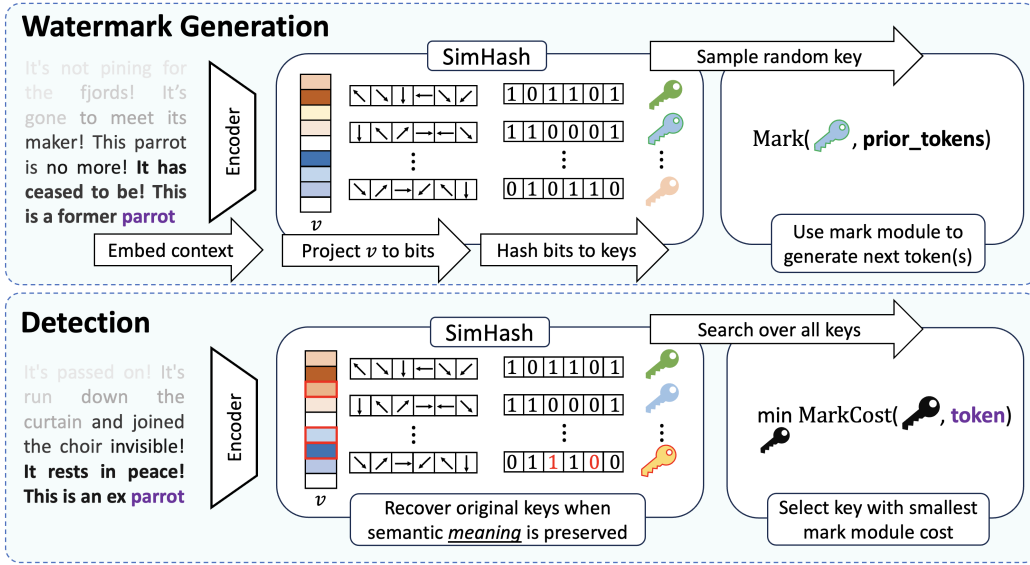 Watermark Generation
It's not pining for
the fjords! It's
gone to meet its
maker! This parrot
is no more! It has
ceased to be! This
is a former parrot
Encoder
Embed context
SimHash
v
1 0 1 1 0 1
1 1 0 0 0 1
0 1 0 1 1 0
Project v to bits
Hash bits to keys
Sample random key
Mark( , prior_tokens)
Use mark module to
generate next token(s)
Detection
It's passed on! It's
run down the
curtain and joined
the choir invisible!
It rests in peace!
This is an ex parrot
Encoder
SimHash
v
1 0 1 1 0 1
1 1 0 0 0 1
0 1 1 1 0 0
Recover original keys when
semantic meaning is preserved
Search over all keys
min MarkCost( , token)
Select key with smallest
mark module cost